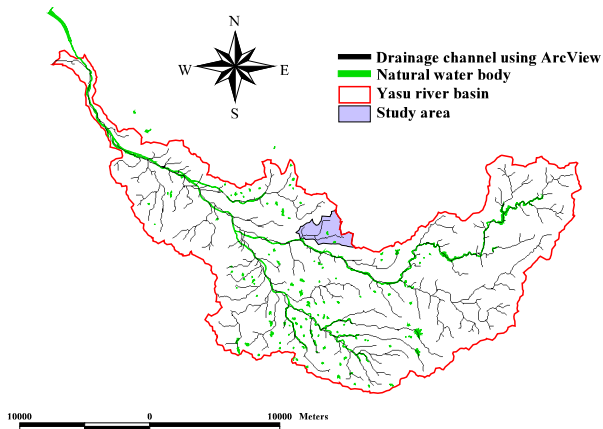 N
W
E
S
Drainage channel using ArcView
Natural water body
Yasu river basin
Study area
10000 0 10000 Meters